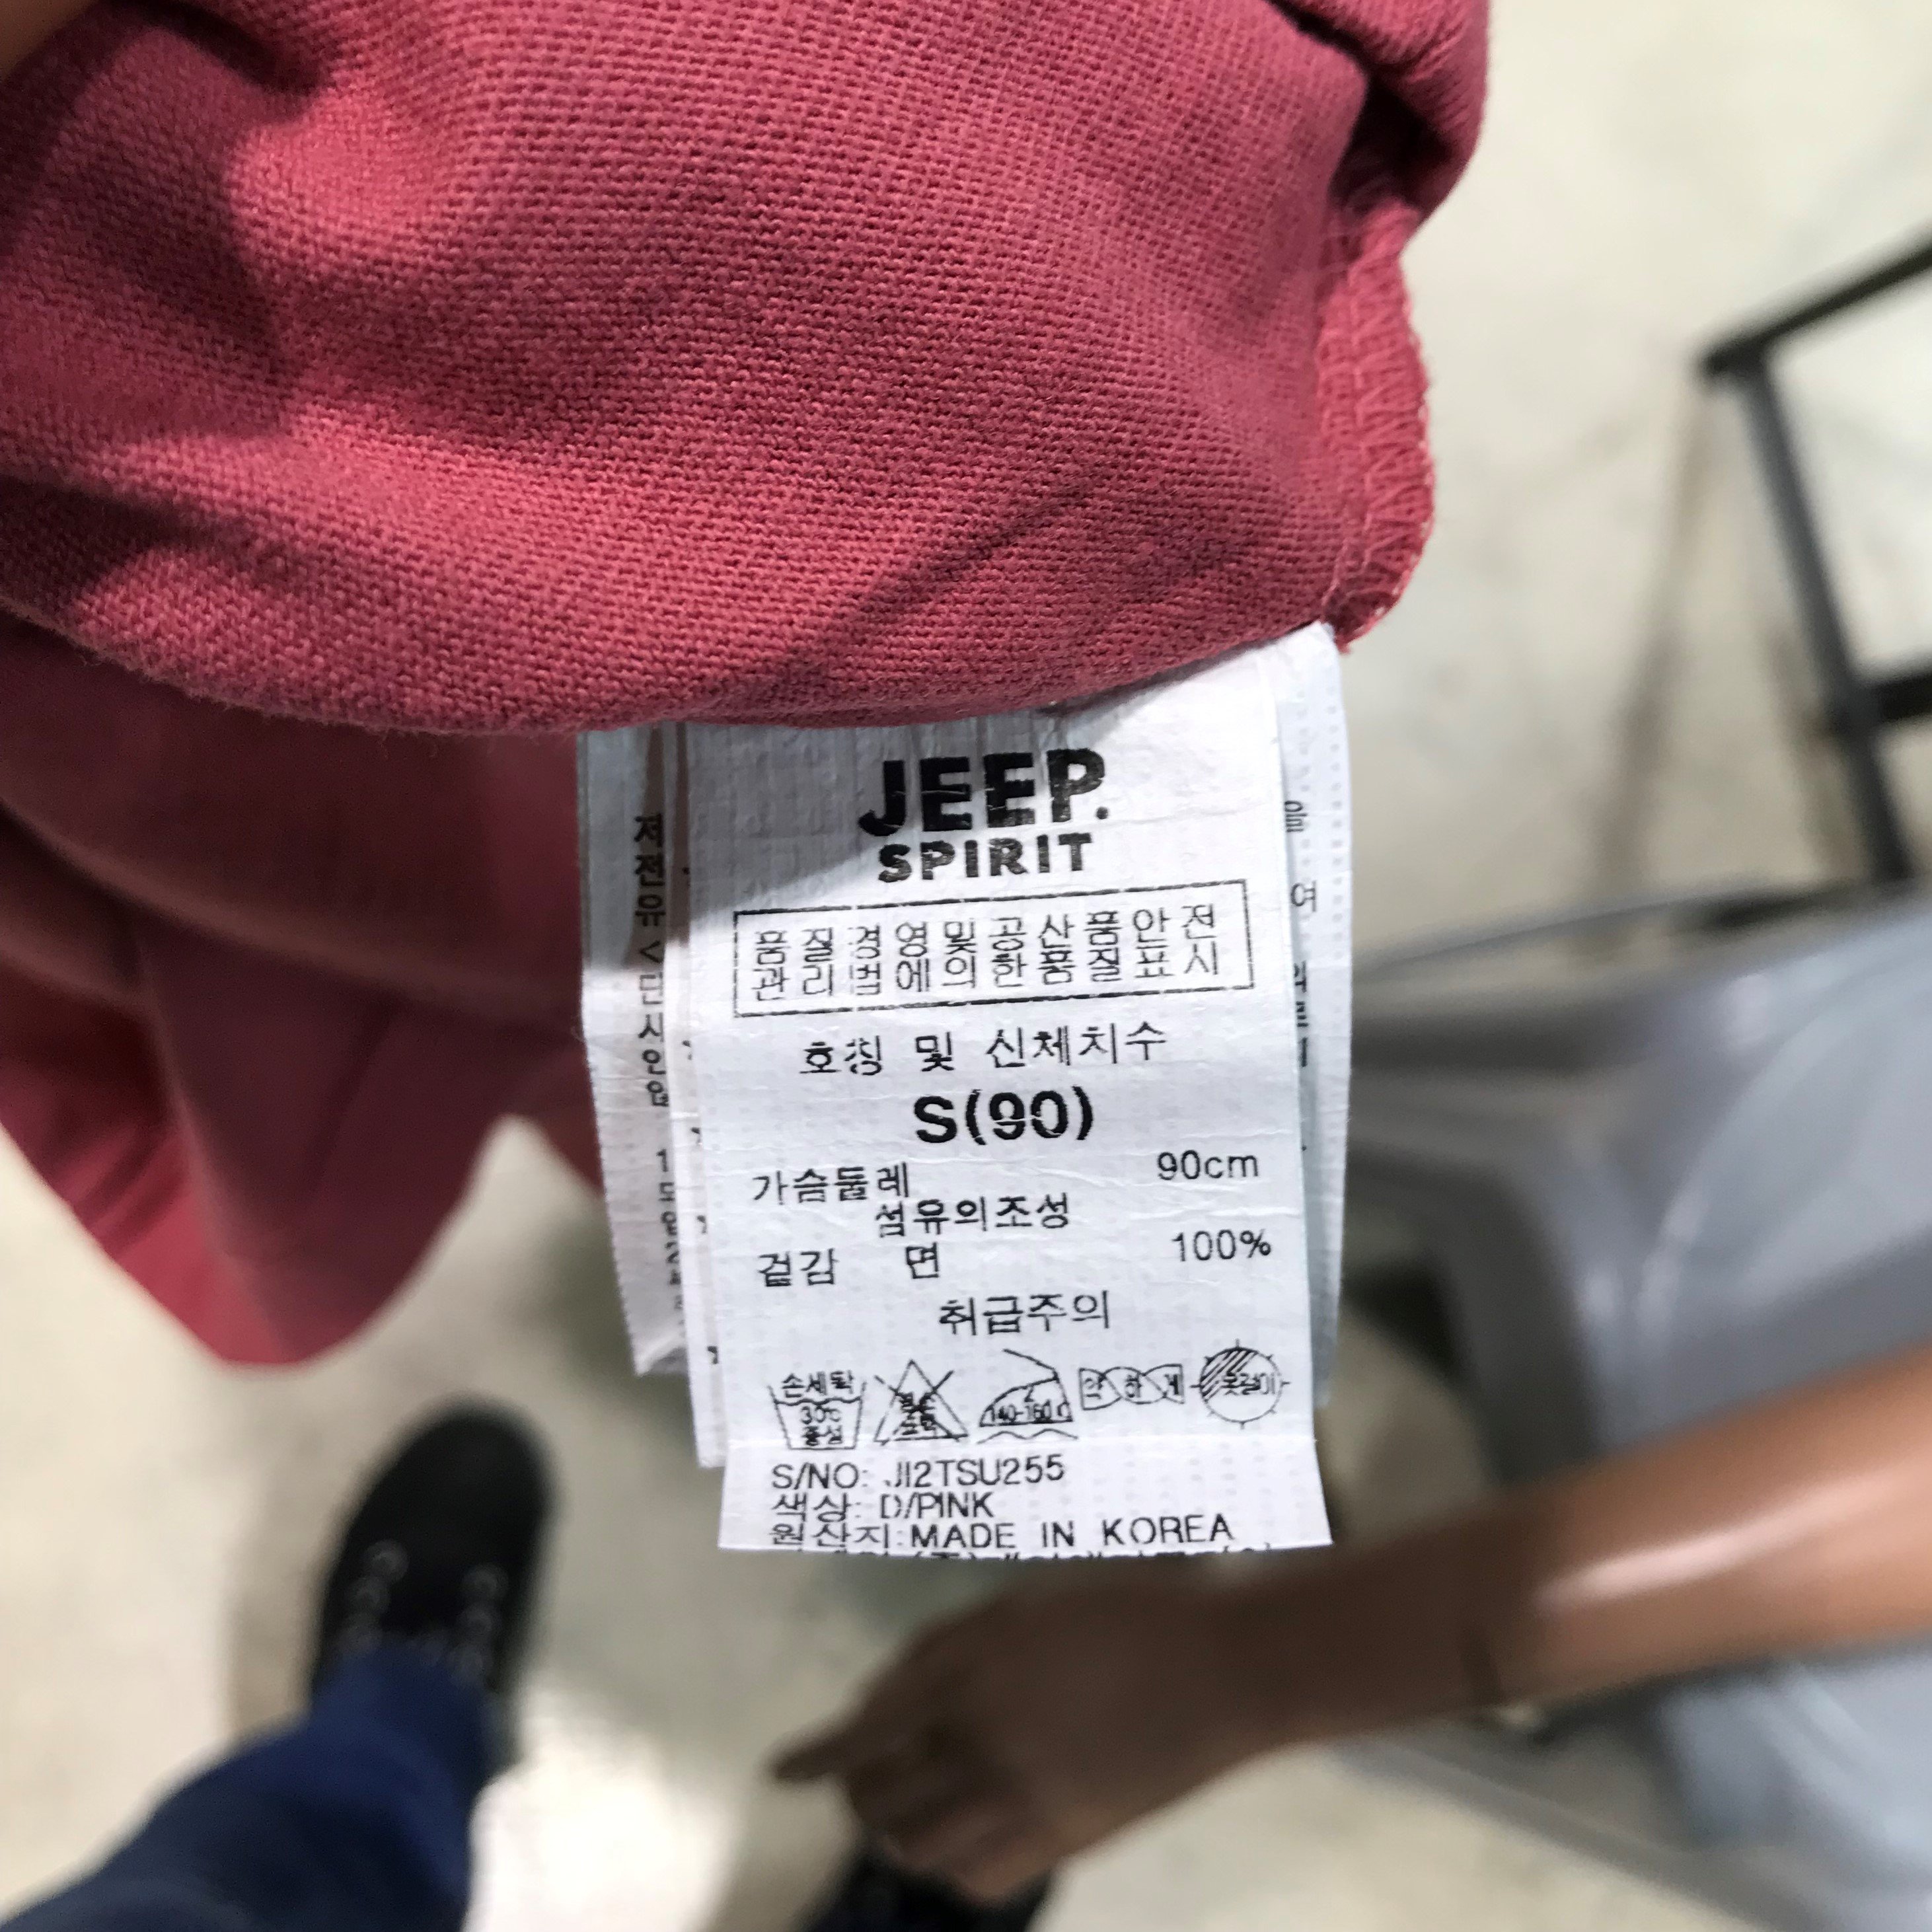 JEEP.
SPIRIT
품질경영및공산품안전
관리법에의한품질표시
호칭 및 신체치수
S(90)
가슴둘레 90cm
섬유의조성
겉감 면 100%
취급주의
손세탁
30℃
중성
140-160℃
약하게
옷걸이
S/NO: JI2TSU255
색상: D/PINK
원산지:MADE IN KOREA